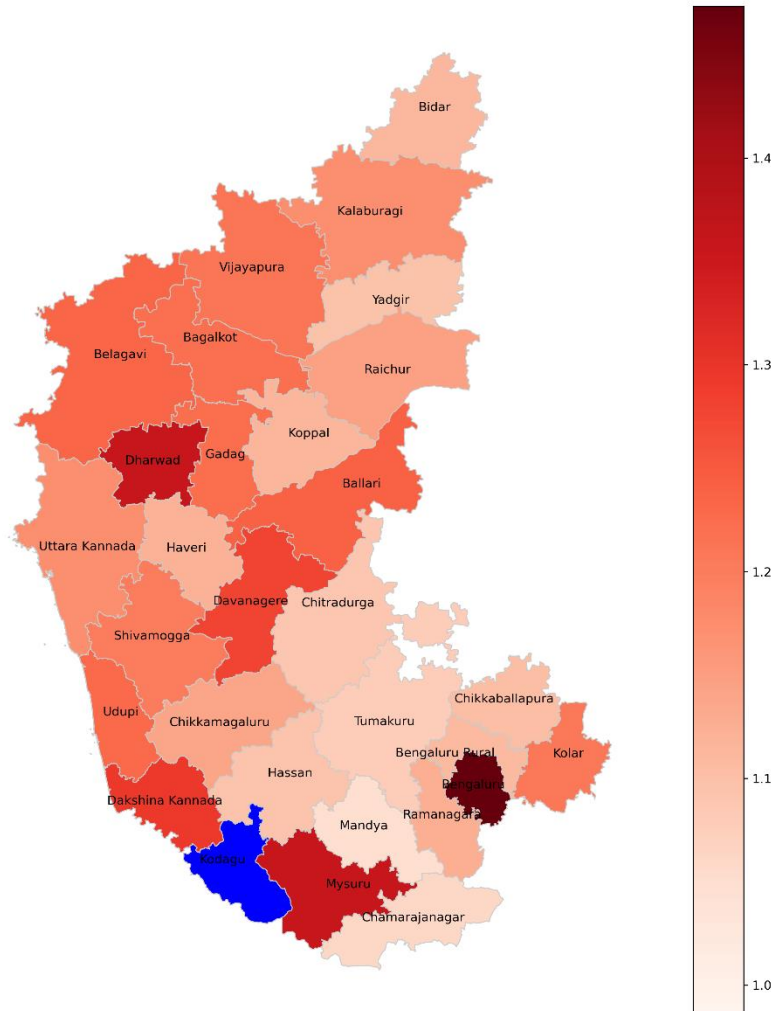 Bidar
1.4
Kalaburagi
Vijayapura
Yadgir
Bagalkot
Belagavi
Raichur
1.3
Koppal
Gadag
Dharwad
Ballari
Uttara Kannada
Haveri
1.2
Davanagere
Chitradurga
Shivamogga
Chikkaballapura
Udupi
Chikkamagaluru
Tumakuru
Bengaluru Rural
Kolar
Hassan
1.1
Bengaluru
Dakshina Kannada
Ramanagara
Mandya
Kodagu
Mysuru
Chamarajanagar
1.0